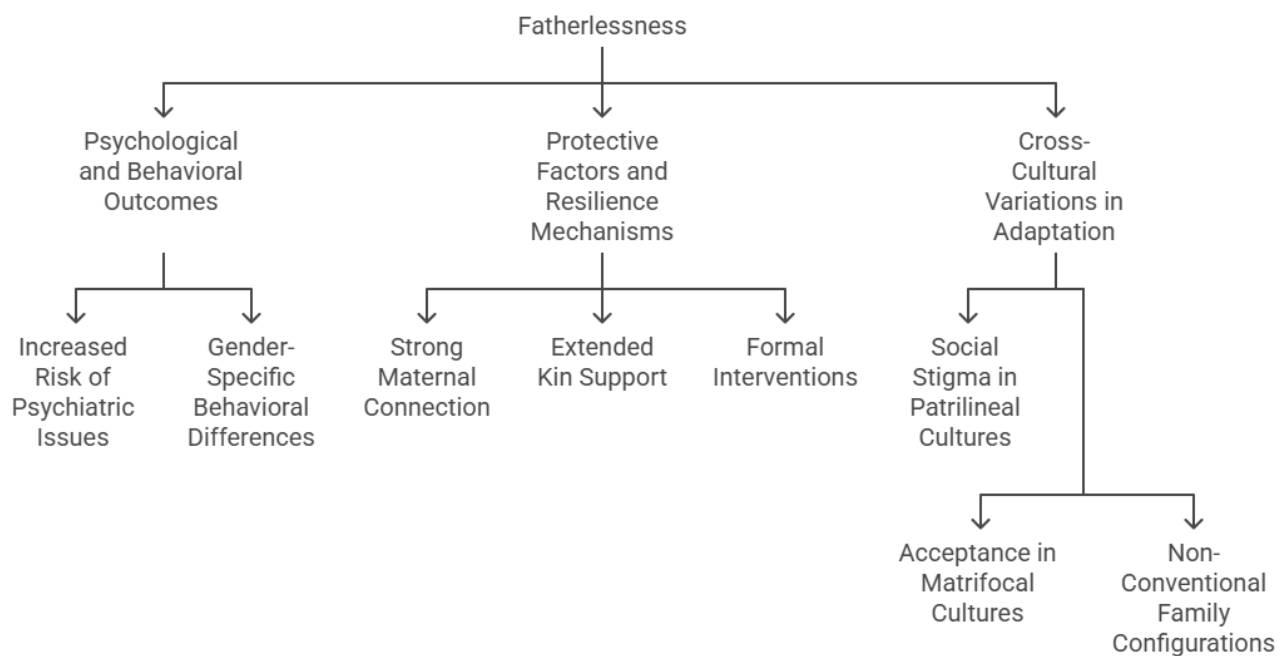 Fatherlessness
Psychological
and Behavioral
Outcomes
Protective
Factors and
Resilience
Mechanisms
Cross-
Cultural
Variations in
Adaptation
Increased
Risk of
Psychiatric
Issues
Gender-
Specific
Behavioral
Differences
Strong
Maternal
Connection
Extended
Kin Support
Formal
Interventions
Social
Stigma in
Patrilineal
Cultures
Acceptance in
Matrifocal
Cultures
Non-
Conventional
Family
Configurations